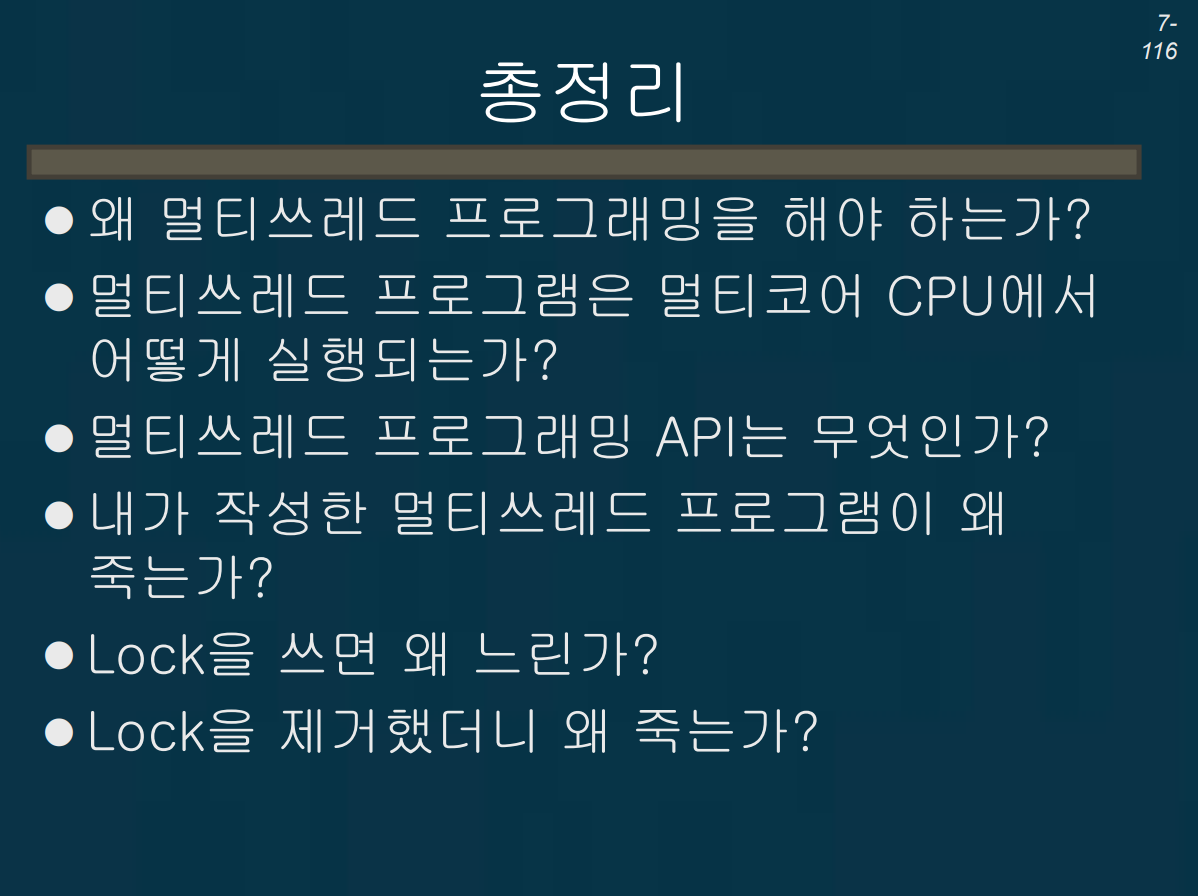 7-
116
총정리
● 왜 멀티쓰레드 프로그래밍을 해야 하는가?
● 멀티쓰레드 프로그램은 멀티코어 CPU에서
어떻게 실행되는가?
● 멀티쓰레드 프로그래밍 API는 무엇인가?
● 내가 작성한 멀티쓰레드 프로그램이 왜
죽는가?
● Lock을 쓰면 왜 느린가?
● Lock을 제거했더니 왜 죽는가?